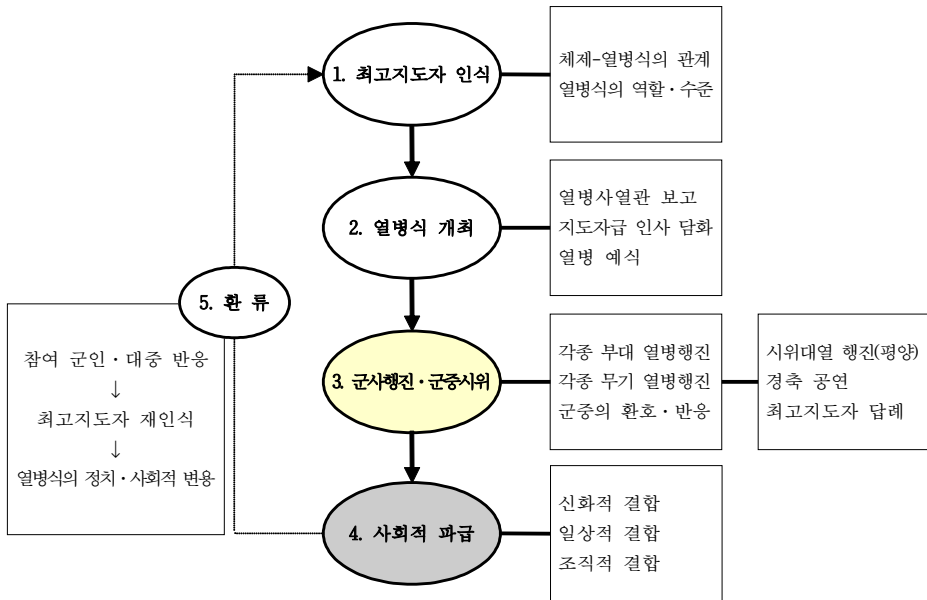 1. 최고지도자 인식
체제-열병식의 관계
열병식의 역할·수준
2. 열병식 개최
열병사열관 보고
지도자급 인사 담화
열병 예식
5. 환 류
참여 군인·대중 반응
↓
최고지도자 재인식
↓
열병식의 정치·사회적 변용
3. 군사행진·군중시위
각종 부대 열병행진
각종 무기 열병행진
군중의 환호·반응
시위대열 행진(평양)
경축 공연
최고지도자 답례
4. 사회적 파급
신화적 결합
일상적 결합
조직적 결합